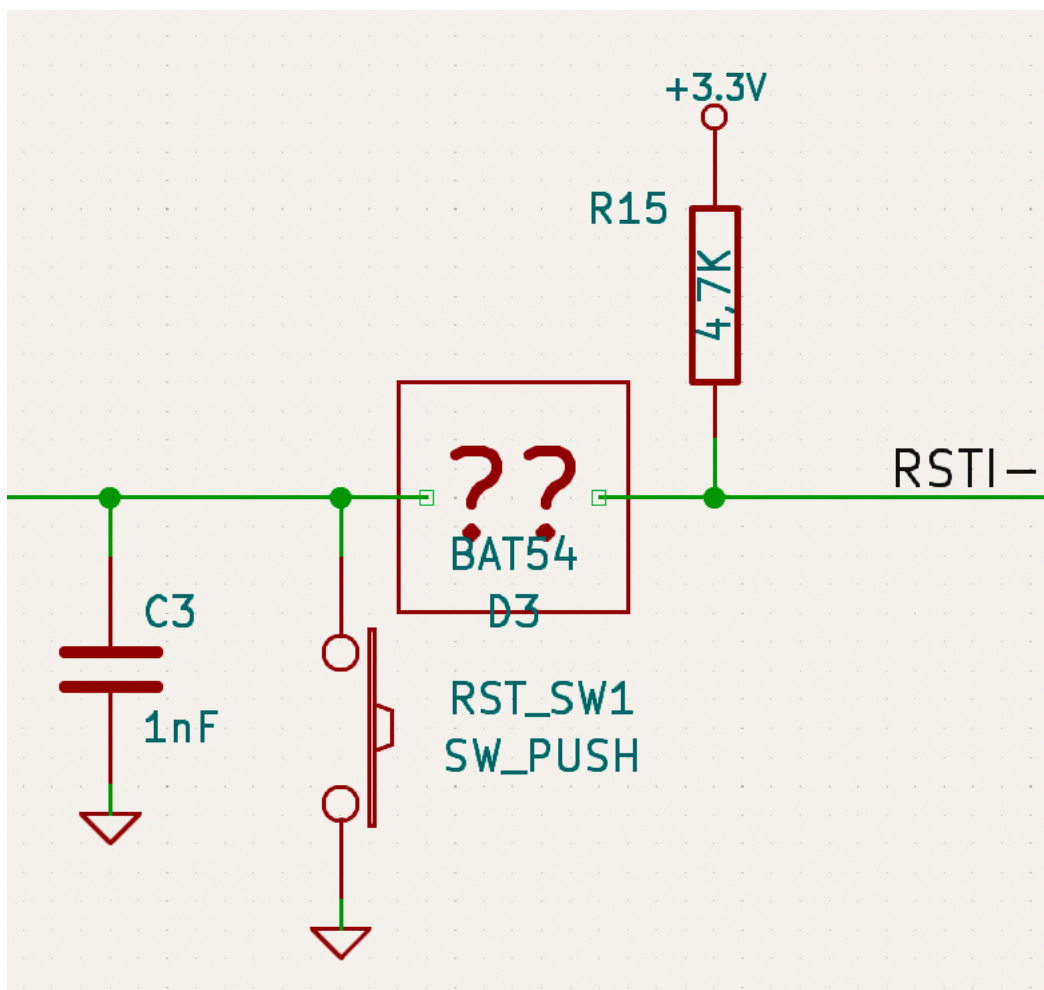 +3.3V
R15
4,7K
RSTI-
??
BAT54
D3
C3
1nF
RST_SW1
SW_PUSH